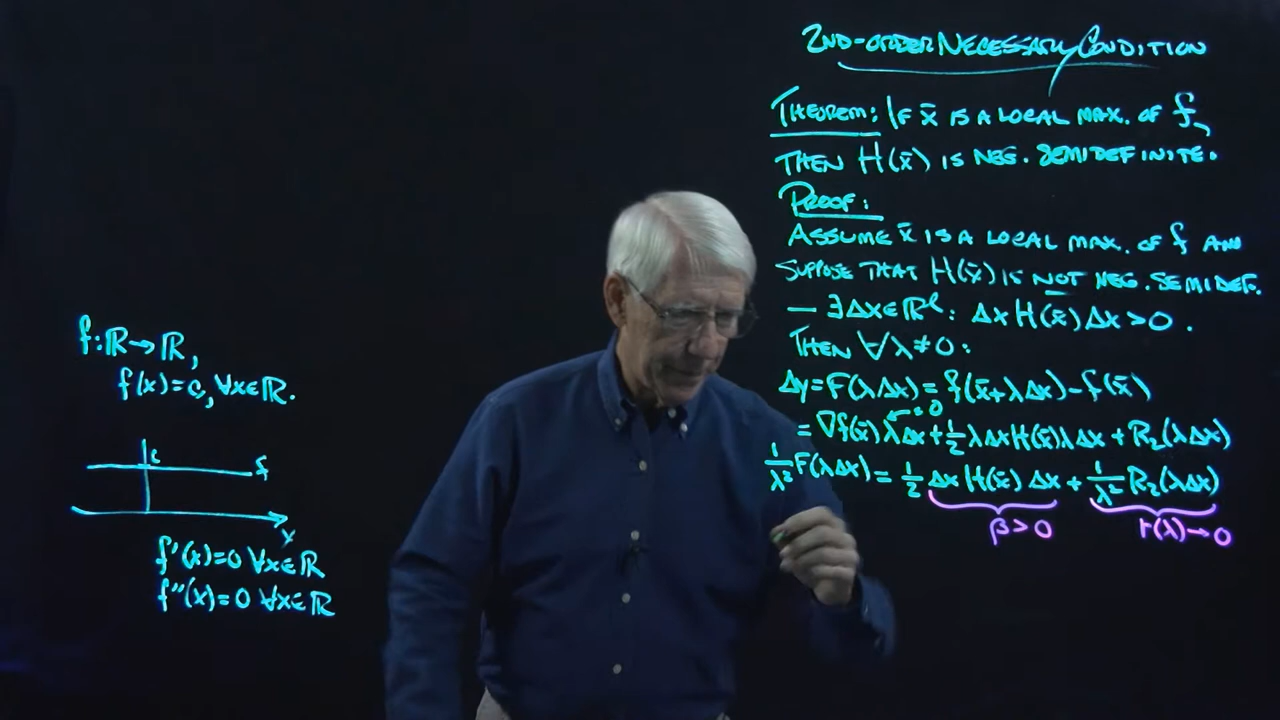 f:ℝ→ℝ,
f(x)=c, ∀x∈ℝ.
c
f
x
f'(x)=0 ∀x∈ℝ
f''(x)=0 ∀x∈ℝ
2ND-ORDER NECESSARY CONDITION
THEOREM: IF x̄ IS A LOCAL MAX. OF f,
THEN H(x̄) IS NEG. SEMIDEFINITE.
PROOF:
ASSUME x̄ IS A LOCAL MAX. OF f AND
SUPPOSE THAT H(x̄) IS NOT NEG. SEMIDEF.
— ∃Δx∈ℝˡ: Δx H(x̄)Δx>0.
THEN ∀λ≠0:
Δy=F(λΔx)=f(x̄+λΔx)-f(x̄)
=0
=∇f(x̄)λΔx+½λΔxH(x̄)λΔx+R₂(λΔx)
1/λ² F(λΔx)=½ Δx H(x̄) Δx + 1/λ² R₂(λΔx)
β>0 r(λ)→0